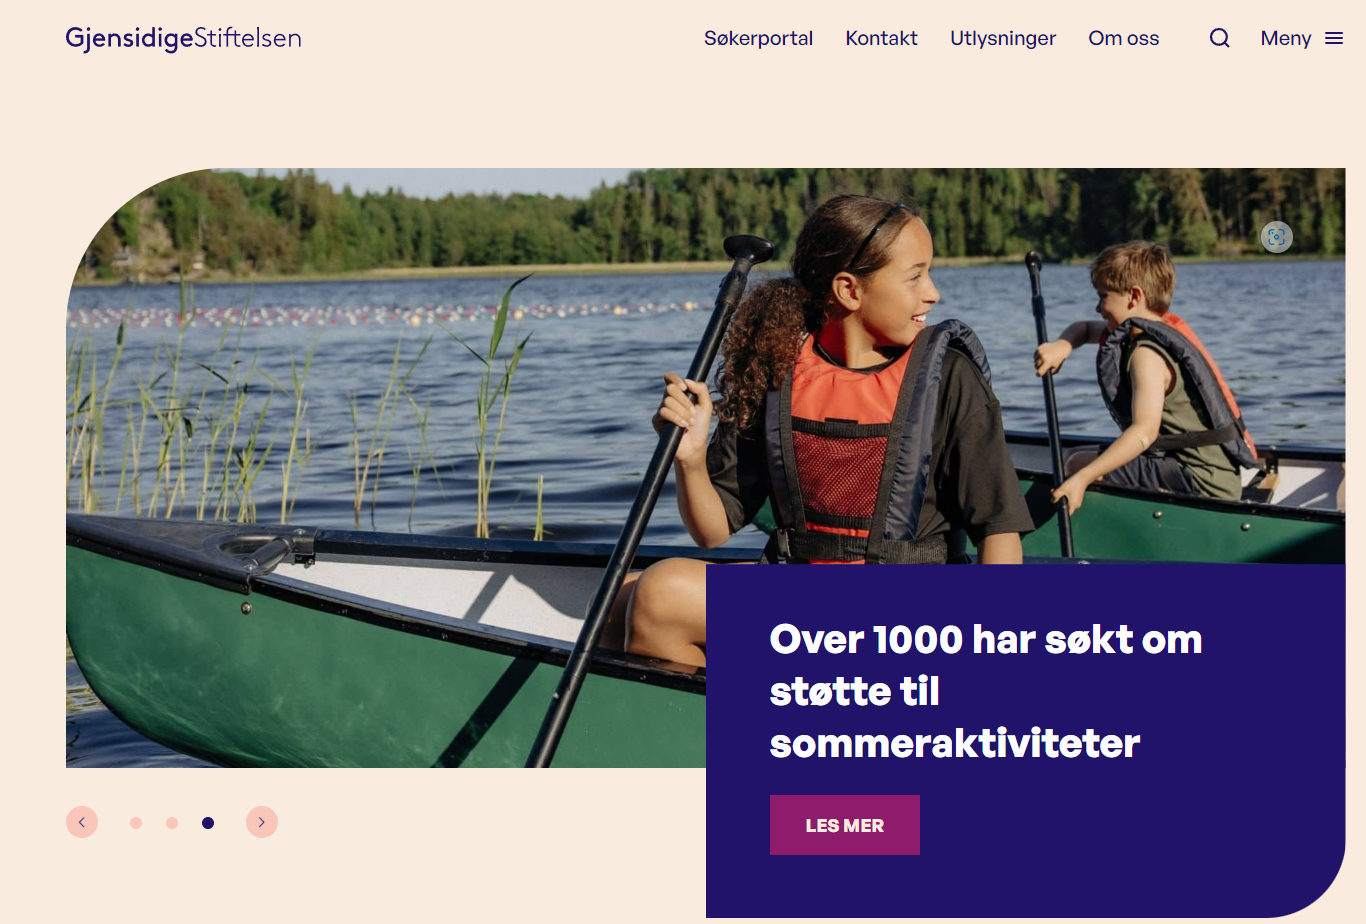 GjensidigeStiftelsen
Søkerportal Kontakt Utlysninger Om oss Meny
Over 1000 har søkt om
støtte til
sommeraktiviteter
LES MER